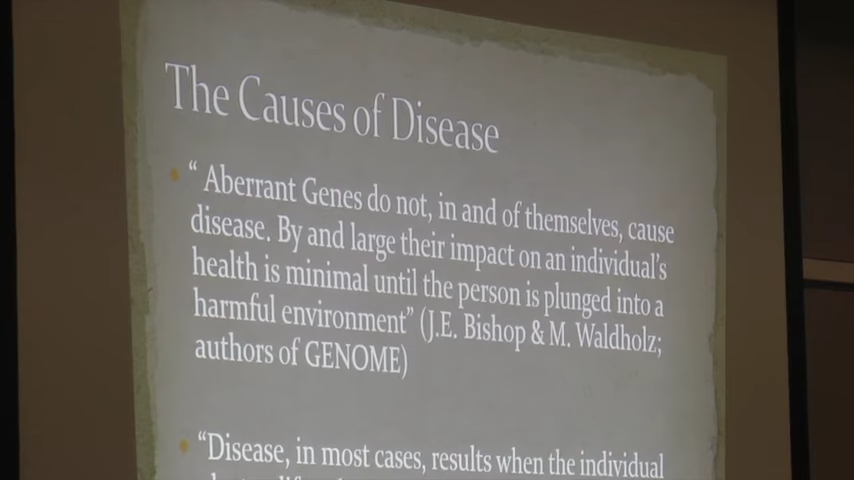 The Causes of Disease
“ Aberrant Genes do not, in and of themselves, cause
disease. By and large their impact on an individual's
health is minimal until the person is plunged into a
harmful environment” (J.E. Bishop & M. Waldholz;
authors of GENOME)
“Disease, in most cases, results when the individual